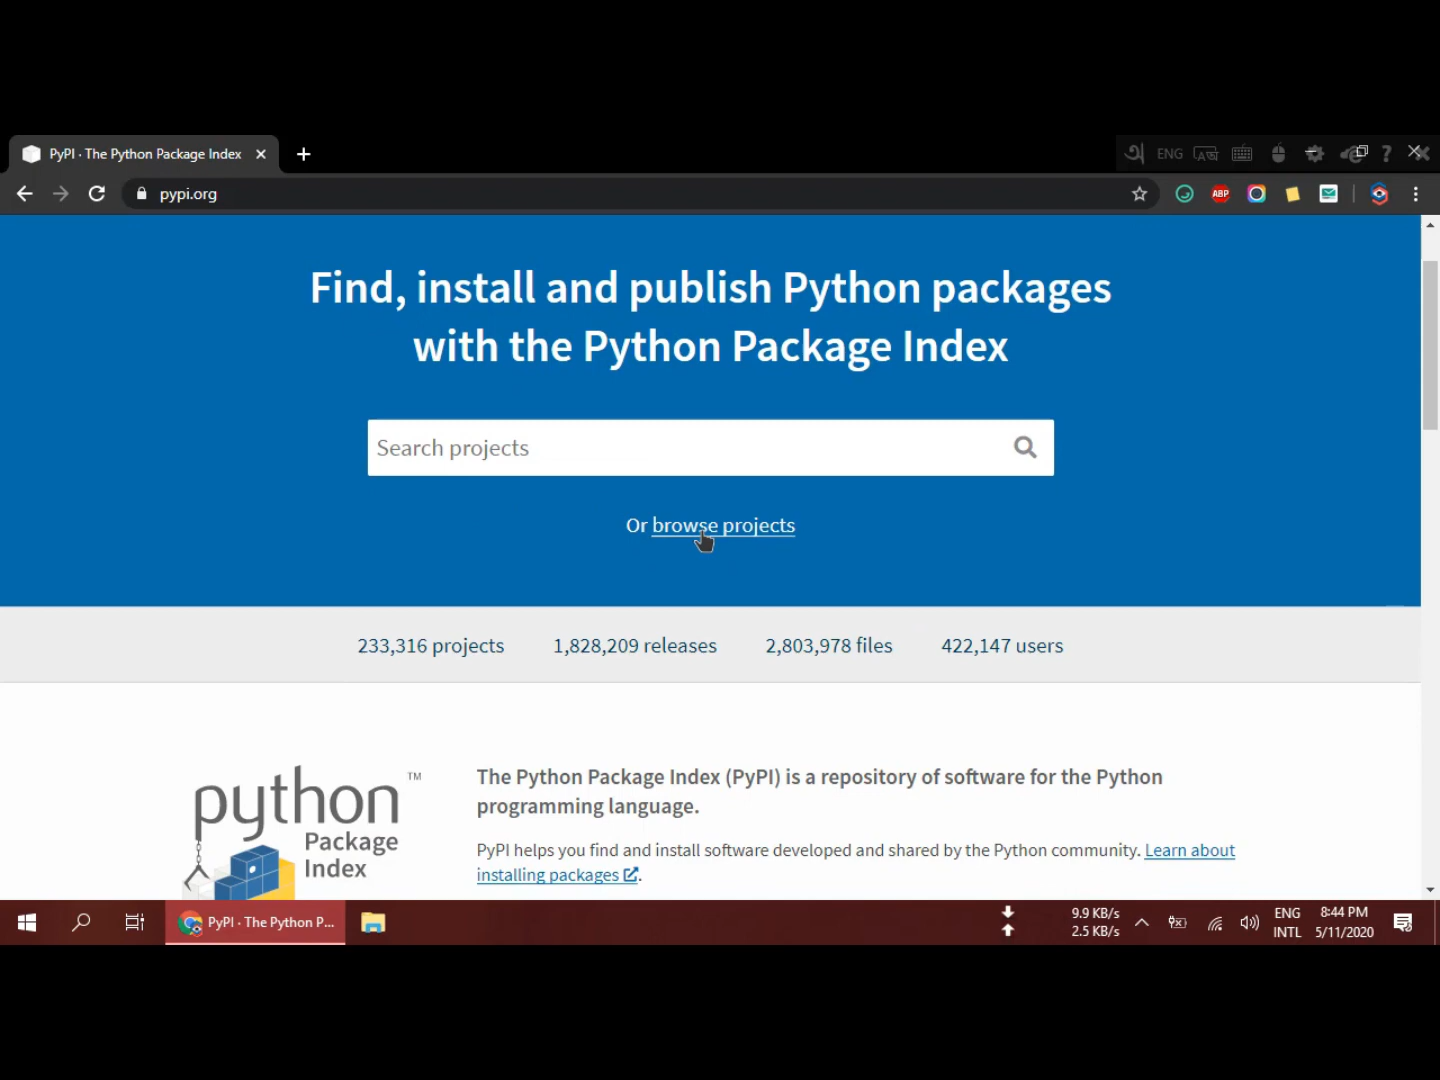 PyPI · The Python Package Index
ENG
pypi.org
ABP
Find, install and publish Python packages
with the Python Package Index
Search projects
Or browse projects
233,316 projects
1,828,209 releases
2,803,978 files
422,147 users
python ™
Package
Index
The Python Package Index (PyPI) is a repository of software for the Python
programming language.
PyPI helps you find and install software developed and shared by the Python community. Learn about
installing packages.
PyPI · The Python P...
9.9 KB/s
2.5 KB/s
ENG
INTL
8:44 PM
5/11/2020